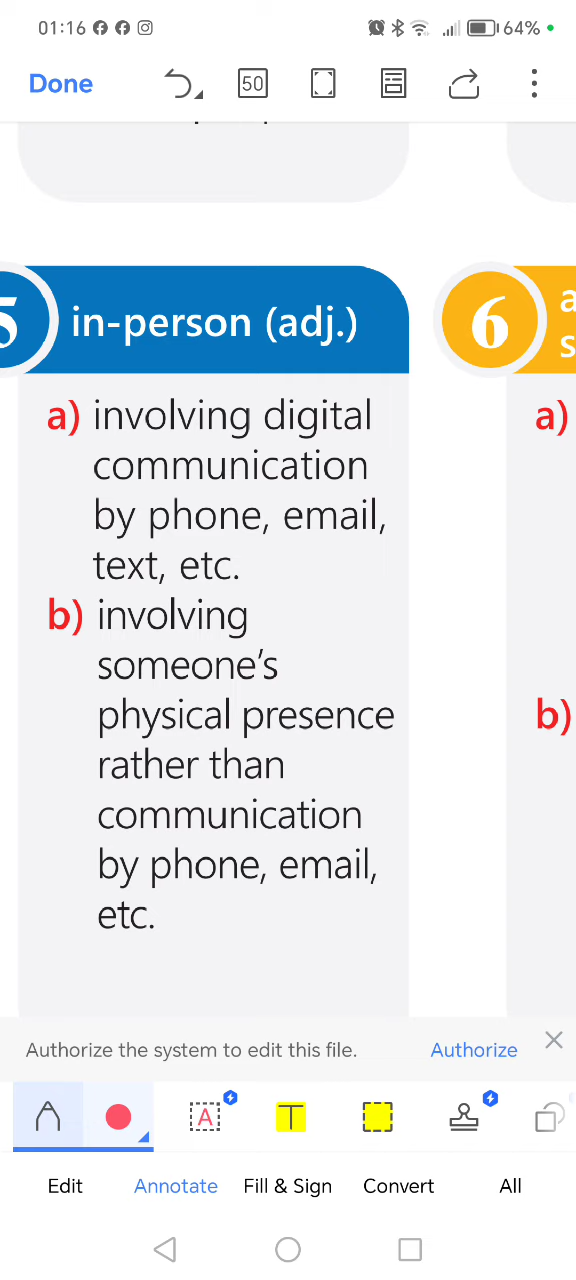 01:16 64%
Done 50
5 in-person (adj.)
6 a
s
a) involving digital
communication
by phone, email,
text, etc.
b) involving
someone's
physical presence
rather than
communication
by phone, email,
etc.
a)
b)
Authorize the system to edit this file. Authorize
A T
Edit Annotate Fill & Sign Convert All